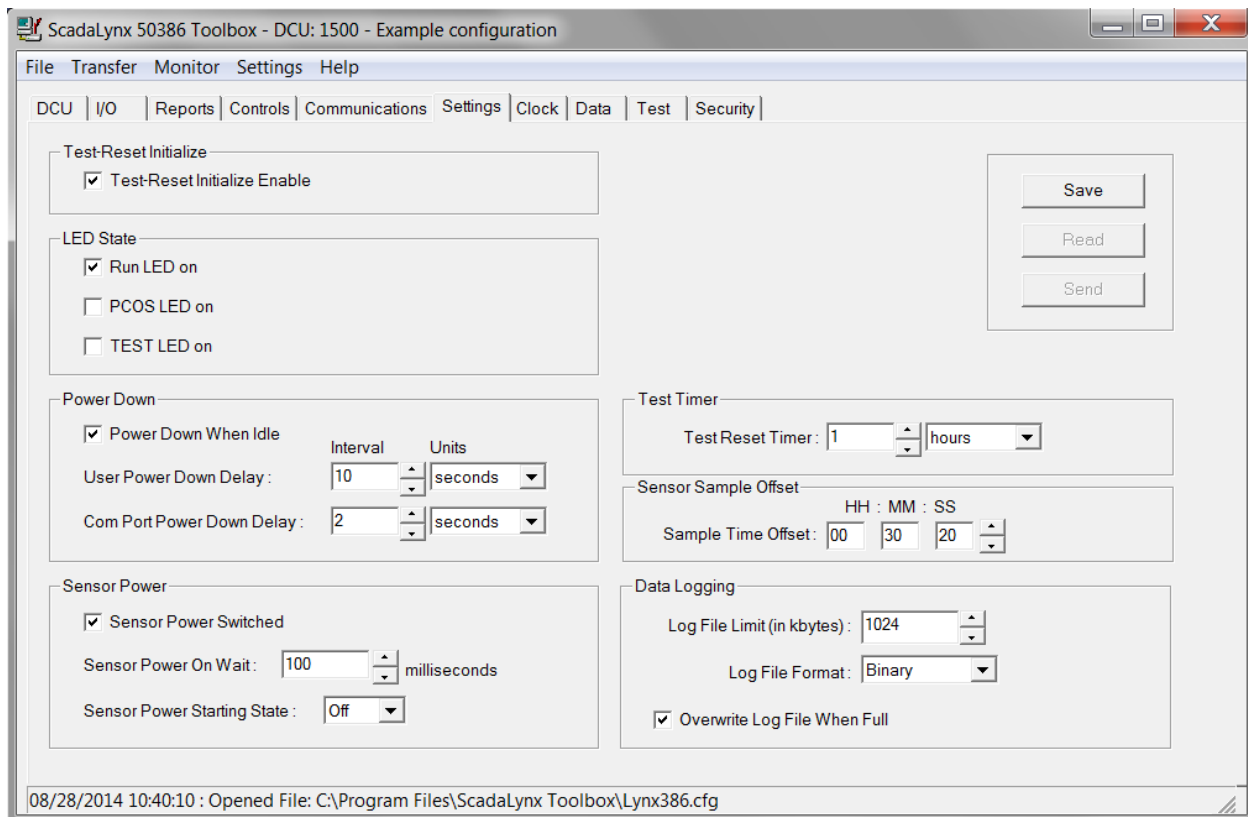 ScadaLynx 50386 Toolbox - DCU: 1500 - Example configuration
File Transfer Monitor Settings Help
DCU I/O Reports Controls Communications Settings Clock Data Test Security
Test-Reset Initialize
Test-Reset Initialize Enable
Save
Read
Send
LED State
Run LED on
PCOS LED on
TEST LED on
Power Down
Power Down When Idle
Interval Units
User Power Down Delay : 10 seconds
Com Port Power Down Delay : 2 seconds
Test Timer
Test Reset Timer : 1 hours
Sensor Sample Offset
HH : MM : SS
Sample Time Offset : 00 30 20
Sensor Power
Sensor Power Switched
Sensor Power On Wait : 100 milliseconds
Sensor Power Starting State : Off
Data Logging
Log File Limit (in kbytes) : 1024
Log File Format : Binary
Overwrite Log File When Full
08/28/2014 10:40:10 : Opened File: C:\Program Files\ScadaLynx Toolbox\Lynx386.cfg